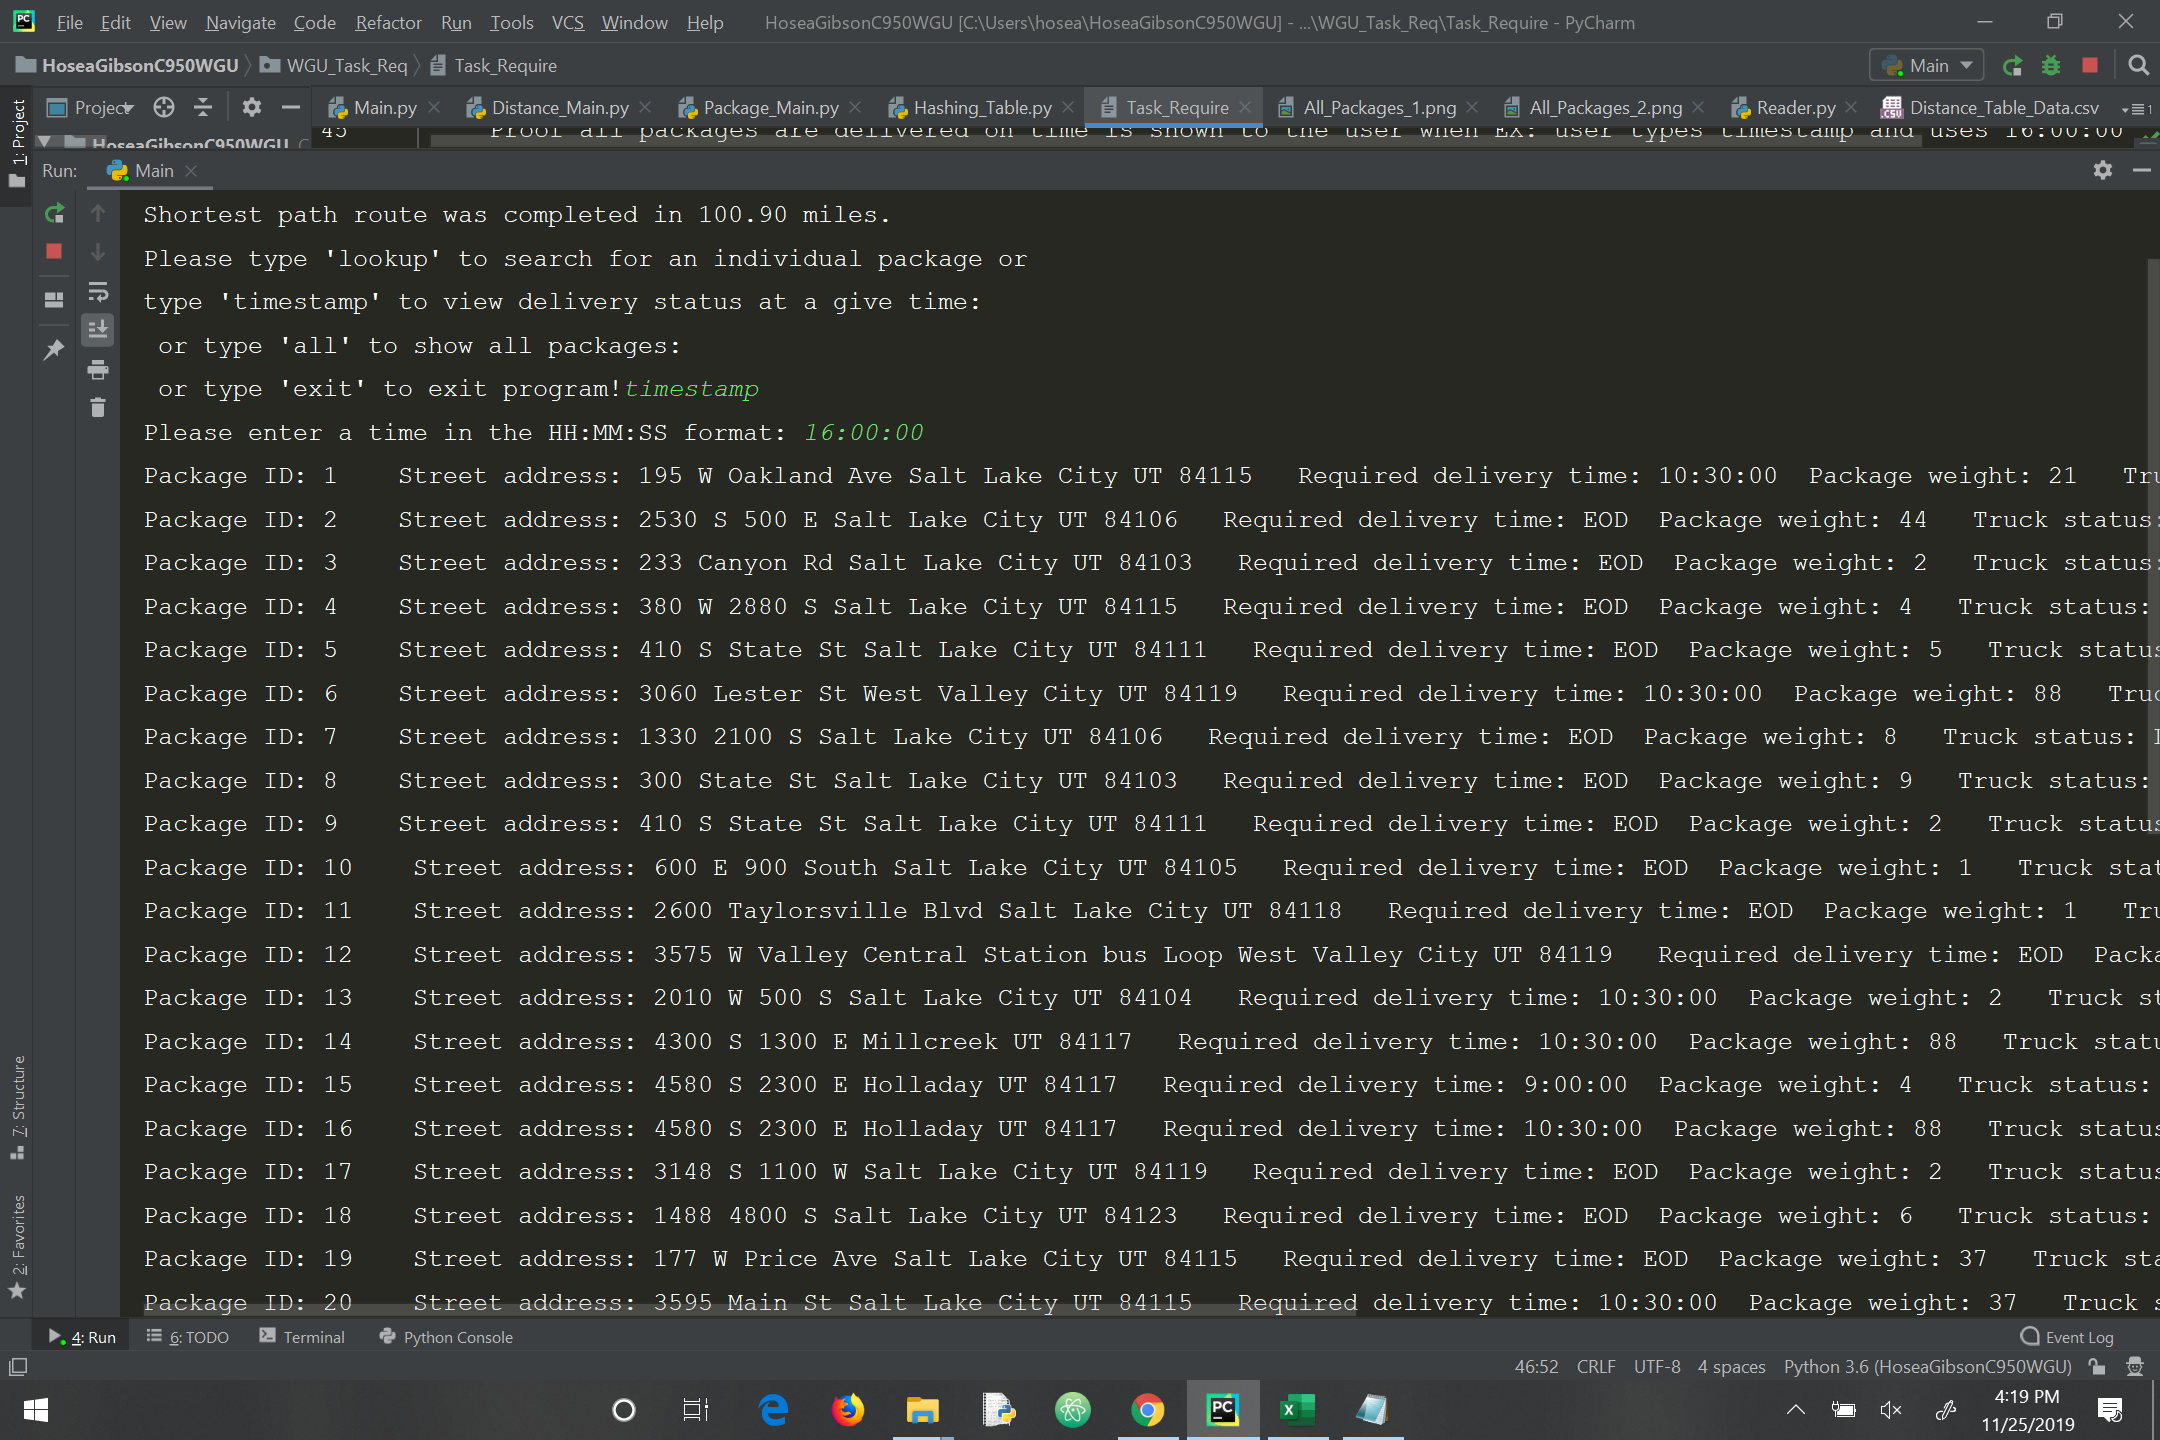 File Edit View Navigate Code Refactor Run Tools VCS Window Help HoseaGibsonC950WGU [C:\Users\hosea\HoseaGibsonC950WGU] - ...\WGU_Task_Req\Task_Require - PyCharm
HoseaGibsonC950WGU WGU_Task_Req Task_Require Main
Project Main.py Distance_Main.py Package_Main.py Hashing_Table.py Task_Require All_Packages_1.png All_Packages_2.png Reader.py Distance_Table_Data.csv
HoseaGibsonC950WGU 45 Proof all packages are delivered on time is shown to the user when EX: user types timestamp and uses 16:00:00
1: Project
Run: Main
Shortest path route was completed in 100.90 miles.
Please type 'lookup' to search for an individual package or
type 'timestamp' to view delivery status at a give time:
or type 'all' to show all packages:
or type 'exit' to exit program!timestamp
Please enter a time in the HH:MM:SS format: 16:00:00
Package ID: 1 Street address: 195 W Oakland Ave Salt Lake City UT 84115 Required delivery time: 10:30:00 Package weight: 21 Tru
Package ID: 2 Street address: 2530 S 500 E Salt Lake City UT 84106 Required delivery time: EOD Package weight: 44 Truck status:
Package ID: 3 Street address: 233 Canyon Rd Salt Lake City UT 84103 Required delivery time: EOD Package weight: 2 Truck status:
Package ID: 4 Street address: 380 W 2880 S Salt Lake City UT 84115 Required delivery time: EOD Package weight: 4 Truck status:
Package ID: 5 Street address: 410 S State St Salt Lake City UT 84111 Required delivery time: EOD Package weight: 5 Truck status
Package ID: 6 Street address: 3060 Lester St West Valley City UT 84119 Required delivery time: 10:30:00 Package weight: 88 Truc
Package ID: 7 Street address: 1330 2100 S Salt Lake City UT 84106 Required delivery time: EOD Package weight: 8 Truck status:
Package ID: 8 Street address: 300 State St Salt Lake City UT 84103 Required delivery time: EOD Package weight: 9 Truck status:
Package ID: 9 Street address: 410 S State St Salt Lake City UT 84111 Required delivery time: EOD Package weight: 2 Truck status
Package ID: 10 Street address: 600 E 900 South Salt Lake City UT 84105 Required delivery time: EOD Package weight: 1 Truck stat
Package ID: 11 Street address: 2600 Taylorsville Blvd Salt Lake City UT 84118 Required delivery time: EOD Package weight: 1 Tru
Package ID: 12 Street address: 3575 W Valley Central Station bus Loop West Valley City UT 84119 Required delivery time: EOD Packa
Package ID: 13 Street address: 2010 W 500 S Salt Lake City UT 84104 Required delivery time: 10:30:00 Package weight: 2 Truck st
Package ID: 14 Street address: 4300 S 1300 E Millcreek UT 84117 Required delivery time: 10:30:00 Package weight: 88 Truck statu
Package ID: 15 Street address: 4580 S 2300 E Holladay UT 84117 Required delivery time: 9:00:00 Package weight: 4 Truck status:
Package ID: 16 Street address: 4580 S 2300 E Holladay UT 84117 Required delivery time: 10:30:00 Package weight: 88 Truck status
Package ID: 17 Street address: 3148 S 1100 W Salt Lake City UT 84119 Required delivery time: EOD Package weight: 2 Truck status
Package ID: 18 Street address: 1488 4800 S Salt Lake City UT 84123 Required delivery time: EOD Package weight: 6 Truck status:
Package ID: 19 Street address: 177 W Price Ave Salt Lake City UT 84115 Required delivery time: EOD Package weight: 37 Truck sta
Package ID: 20 Street address: 3595 Main St Salt Lake City UT 84115 Required delivery time: 10:30:00 Package weight: 37 Truck s
7: Structure
2: Favorites
4: Run 6: TODO Terminal Python Console Event Log
46:52 CRLF UTF-8 4 spaces Python 3.6 (HoseaGibsonC950WGU)
4:19 PM
11/25/2019